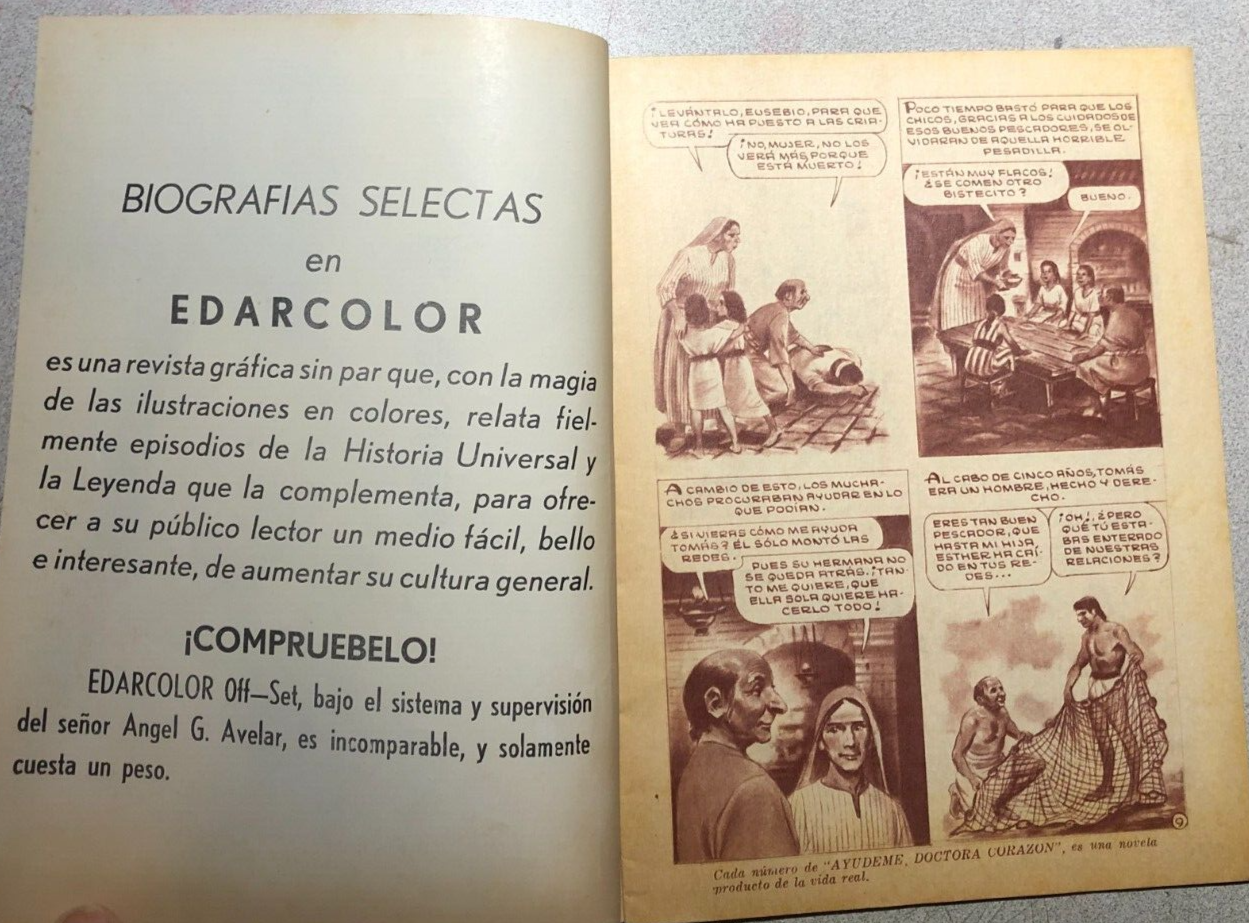 BIOGRAFIAS SELECTAS
en
EDARCOLOR
es una revista gráfica sin par que, con la magia
de las ilustraciones en colores, relata fiel-
mente episodios de la Historia Universal y
la Leyenda que la complementa, para ofre-
cer a su público lector un medio fácil, bello
e interesante, de aumentar su cultura general.
¡COMPRUEBELO!
EDARCOLOR Off—Set, bajo el sistema y supervisión
del señor Angel G. Avelar, es incomparable, y solamente
cuesta un peso.
¡LEVÁNTALO, EUSEBIO, PARA QUE
VEA CÓMO HA PUESTO A LAS CRIA-
TURAS!
¡NO, MUJER, NO LOS
VERÁ MÁS, PORQUE
ESTÁ MUERTO!
POCO TIEMPO BASTÓ PARA QUE LOS
CHICOS, GRACIAS A LOS CUIDADOS DE
ESOS BUENOS PESCADORES, SE OL-
VIDARAN DE AQUELLA HORRIBLE
PESADILLA.
¡ESTÁN MUY FLACOS!
¿SE COMEN OTRO
BISTECITO?
BUENO.
A CAMBIO DE ESTO, LOS MUCHA-
CHOS PROCURABAN AYUDAR EN LO
QUE PODÍAN.
¿SI VIERAS CÓMO ME AYUDA
TOMÁS? ÉL SÓLO MONTÓ LAS
REDES.
PUES SU HERMANA NO
SE QUEDA ATRÁS. ¡TAN-
TO ME QUIERE, QUE
ELLA SOLA QUIERE HA-
CERLO TODO!
AL CABO DE CINCO AÑOS, TOMÁS
ERA UN HOMBRE, HECHO Y DERE-
CHO.
ERES TAN BUEN
PESCADOR, QUE
HASTA MI HIJA
ESTHER HA CAÍ-
DO EN TUS RE-
DES...
¡OH!, ¿PERO
QUÉ TÚ ESTA-
BAS ENTERADO
DE NUESTRAS
RELACIONES?
9
Cada número de "AYUDEME, DOCTORA CORAZON", es una novela
producto de la vida real.